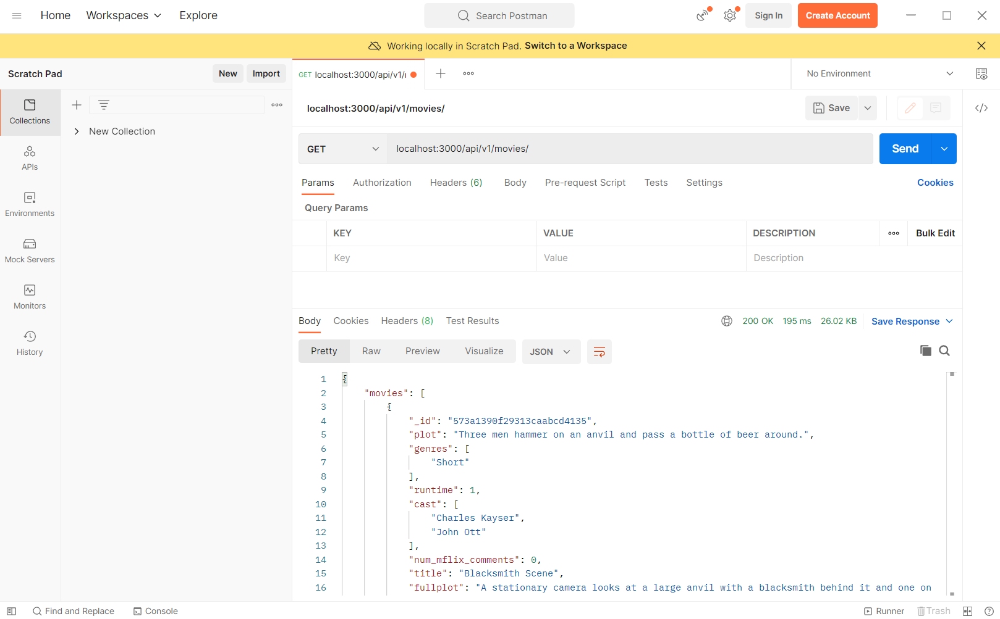 Home Workspaces Explore Search Postman Sign In Create Account
Working locally in Scratch Pad. Switch to a Workspace
Scratch Pad New Import GET localhost:3000/api/v1/ No Environment
Collections
New Collection
APIs
Environments
Mock Servers
Monitors
History
localhost:3000/api/v1/movies/ Save
GET localhost:3000/api/v1/movies/ Send
Params Authorization Headers (6) Body Pre-request Script Tests Settings Cookies
Query Params
KEY VALUE DESCRIPTION Bulk Edit
Key Value Description
Body Cookies Headers (8) Test Results 200 OK 195 ms 26.02 KB Save Response
Pretty Raw Preview Visualize JSON
1 {
2 "movies": [
3 {
4 "_id": "573a1390f29313caabcd4135",
5 "plot": "Three men hammer on an anvil and pass a bottle of beer around.",
6 "genres": [
7 "Short"
8 ],
9 "runtime": 1,
10 "cast": [
11 "Charles Kayser",
12 "John Ott"
13 ],
14 "num_mflix_comments": 0,
15 "title": "Blacksmith Scene",
16 "fullplot": "A stationary camera looks at a large anvil with a blacksmith behind it and one on
Find and Replace Console Runner Trash